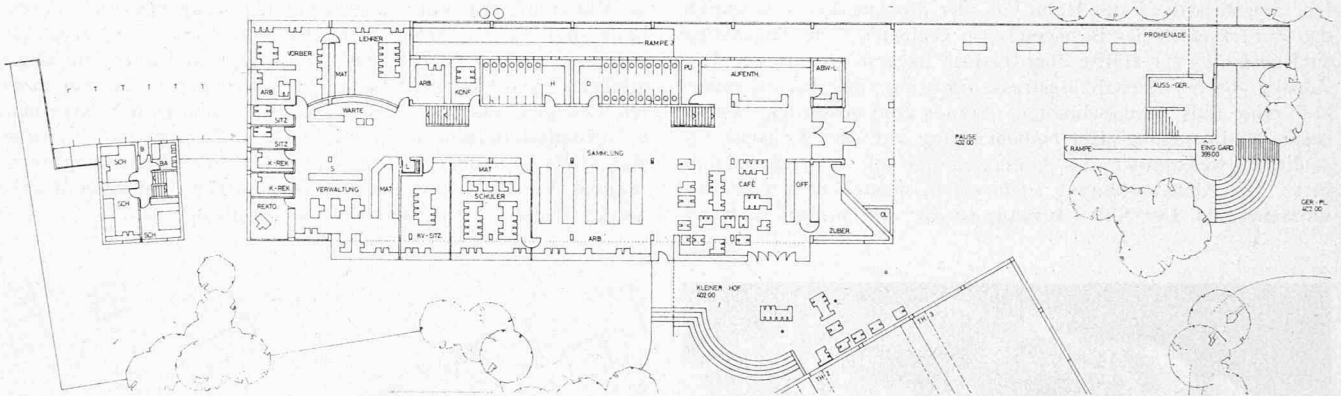 PROMENADE
LEHRER
RAMPE
VORBER
MAT
ARB
ARB
KONF
H
D
PU
AUFENTH.
ABW-L
AUSS.-GER.
WARTE
SITZ
SITZ
K-REK
K-REK
REKTO
S
VERWALTUNG
MAT
KV-SITZ.
MAT
SCHÜLER
SAMMLUNG
ARB
CAFÉ
OFF
OL
ZUBER.
PAUSE
402.00
K RAMPE
EING GARD
399.00
GER-PL.
402.00
SCH
B
BA
SCH
SCH
KLEINER HOF
402.00
TH 3
TH 2